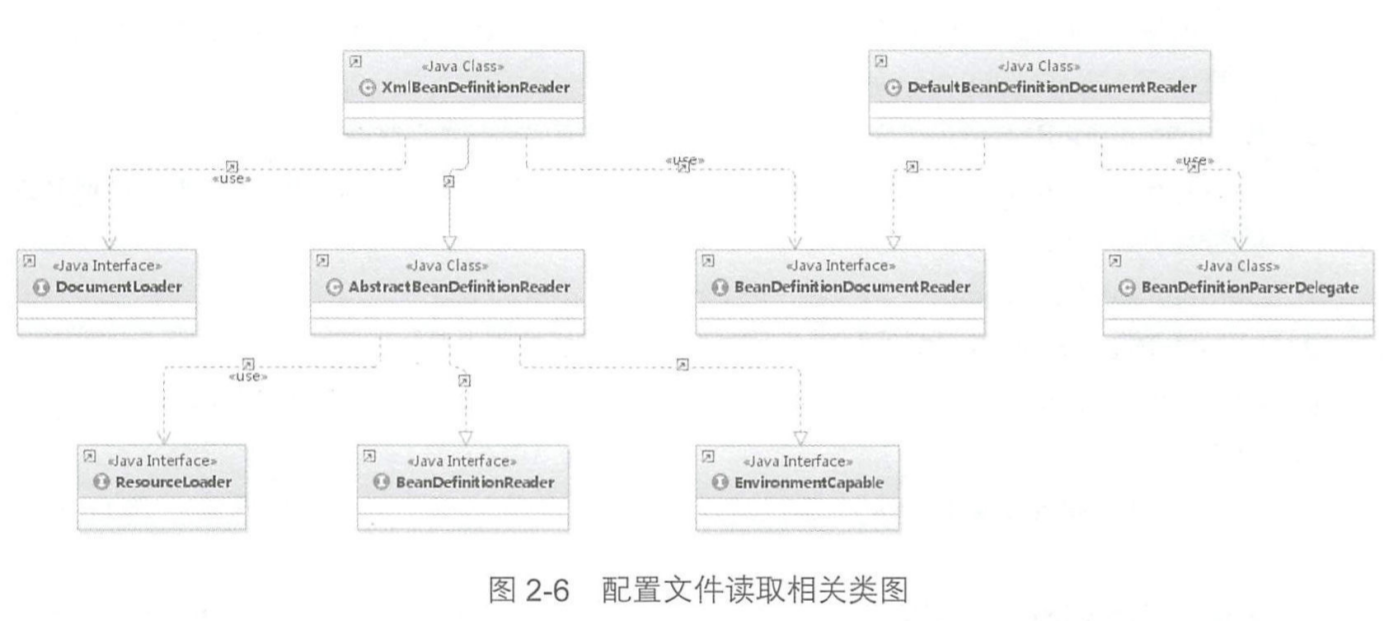 «Java Class»
XmlBeanDefinitionReader
«Java Class»
DefaultBeanDefinitionDocumentReader
«use»
«use»
«use»
«Java Interface»
DocumentLoader
«Java Class»
AbstractBeanDefinitionReader
«Java Interface»
BeanDefinitionDocumentReader
«Java Class»
BeanDefinitionParserDelegate
«use»
«Java Interface»
ResourceLoader
«Java Interface»
BeanDefinitionReader
«Java Interface»
EnvironmentCapable
图 2-6 配置文件读取相关类图